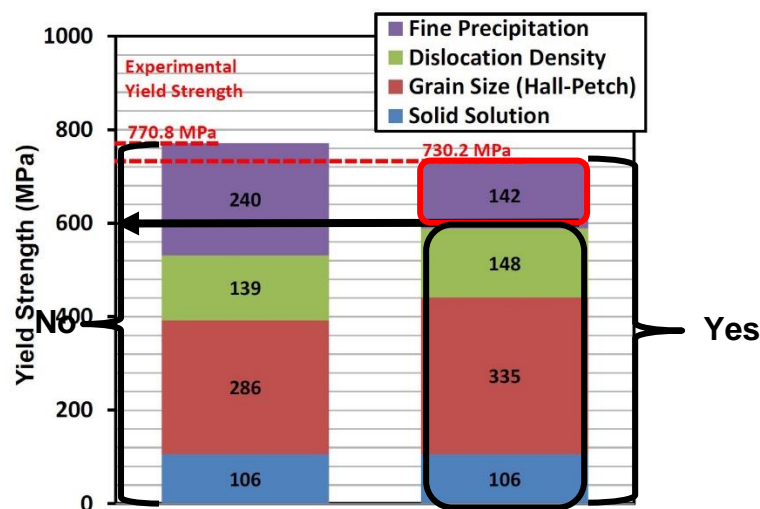 1000
800
600
400
200
0
Yield Strength (MPa)
Experimental
Yield Strength
770.8 MPa
730.2 MPa
Fine Precipitation
Dislocation Density
Grain Size (Hall-Petch)
Solid Solution
240
139
286
106
142
148
335
106
No
Yes